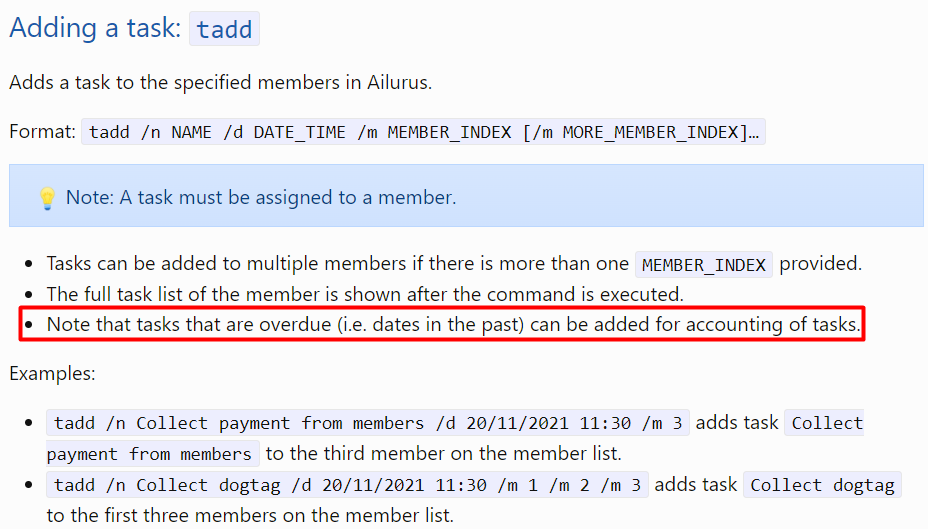 Adding a task: tadd
Adds a task to the specified members in Ailurus.
Format: tadd /n NAME /d DATE_TIME /m MEMBER_INDEX [/m MORE_MEMBER_INDEX]…
💡 Note: A task must be assigned to a member.
• Tasks can be added to multiple members if there is more than one MEMBER_INDEX provided.
• The full task list of the member is shown after the command is executed.
• Note that tasks that are overdue (i.e. dates in the past) can be added for accounting of tasks.
Examples:
• tadd /n Collect payment from members /d 20/11/2021 11:30 /m 3 adds task Collect
payment from members to the third member on the member list.
• tadd /n Collect dogtag /d 20/11/2021 11:30 /m 1 /m 2 /m 3 adds task Collect dogtag
to the first three members on the member list.